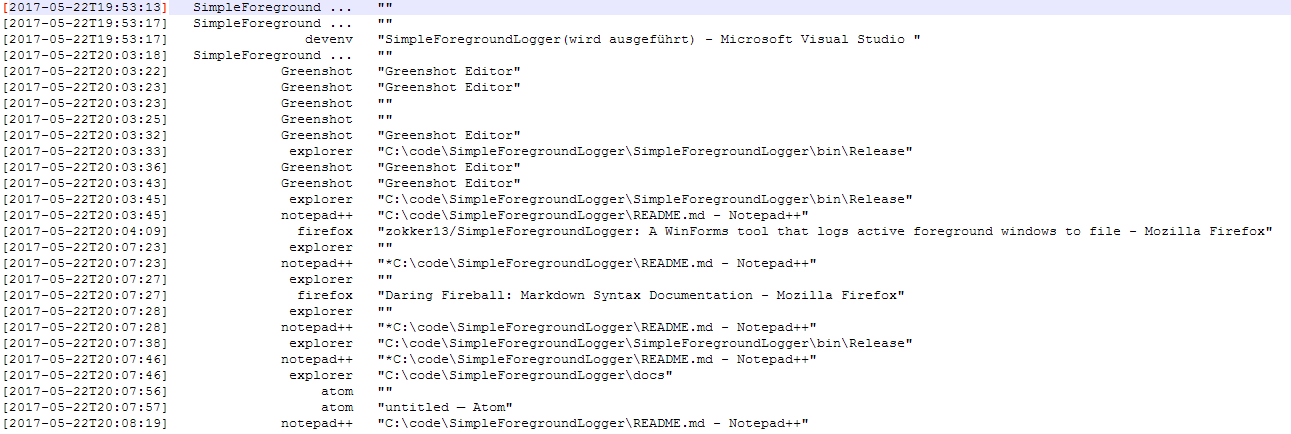 [2017-05-22T19:53:13] SimpleForeground ... ""
[2017-05-22T19:53:17] SimpleForeground ... ""
[2017-05-22T19:53:17] devenv "SimpleForegroundLogger(wird ausgeführt) - Microsoft Visual Studio "
[2017-05-22T20:03:18] SimpleForeground ... ""
[2017-05-22T20:03:22] Greenshot "Greenshot Editor"
[2017-05-22T20:03:23] Greenshot "Greenshot Editor"
[2017-05-22T20:03:23] Greenshot ""
[2017-05-22T20:03:25] Greenshot ""
[2017-05-22T20:03:32] Greenshot "Greenshot Editor"
[2017-05-22T20:03:33] explorer "C:\code\SimpleForegroundLogger\SimpleForegroundLogger\bin\Release"
[2017-05-22T20:03:36] Greenshot "Greenshot Editor"
[2017-05-22T20:03:43] Greenshot "Greenshot Editor"
[2017-05-22T20:03:45] explorer "C:\code\SimpleForegroundLogger\SimpleForegroundLogger\bin\Release"
[2017-05-22T20:03:45] notepad++ "C:\code\SimpleForegroundLogger\README.md - Notepad++"
[2017-05-22T20:04:09] firefox "zokker13/SimpleForegroundLogger: A WinForms tool that logs active foreground windows to file - Mozilla Firefox"
[2017-05-22T20:07:23] explorer ""
[2017-05-22T20:07:23] notepad++ "*C:\code\SimpleForegroundLogger\README.md - Notepad++"
[2017-05-22T20:07:27] explorer ""
[2017-05-22T20:07:27] firefox "Daring Fireball: Markdown Syntax Documentation - Mozilla Firefox"
[2017-05-22T20:07:28] explorer ""
[2017-05-22T20:07:28] notepad++ "*C:\code\SimpleForegroundLogger\README.md - Notepad++"
[2017-05-22T20:07:38] explorer "C:\code\SimpleForegroundLogger\SimpleForegroundLogger\bin\Release"
[2017-05-22T20:07:46] notepad++ "*C:\code\SimpleForegroundLogger\README.md - Notepad++"
[2017-05-22T20:07:46] explorer "C:\code\SimpleForegroundLogger\docs"
[2017-05-22T20:07:56] atom ""
[2017-05-22T20:07:57] atom "untitled — Atom"
[2017-05-22T20:08:19] notepad++ "C:\code\SimpleForegroundLogger\README.md - Notepad++"